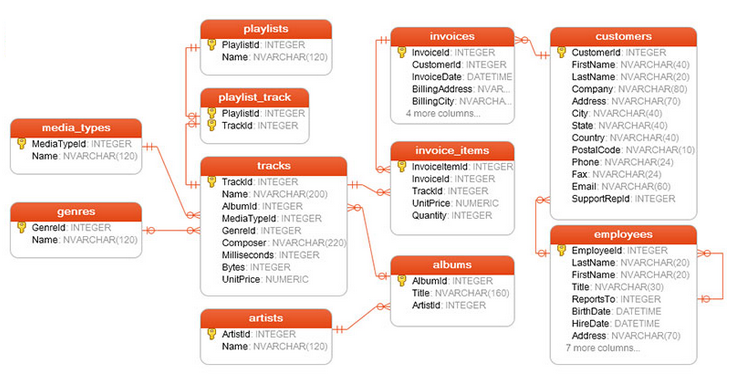 playlists
PlaylistId: INTEGER
Name: NVARCHAR(120)
playlist_track
PlaylistId: INTEGER
TrackId: INTEGER
media_types
MediaTypeId: INTEGER
Name: NVARCHAR(120)
genres
GenreId: INTEGER
Name: NVARCHAR(120)
tracks
TrackId: INTEGER
Name: NVARCHAR(200)
AlbumId: INTEGER
MediaTypeId: INTEGER
GenreId: INTEGER
Composer: NVARCHAR(220)
Milliseconds: INTEGER
Bytes: INTEGER
UnitPrice: NUMERIC
artists
ArtistId: INTEGER
Name: NVARCHAR(120)
invoices
InvoiceId: INTEGER
CustomerId: INTEGER
InvoiceDate: DATETIME
BillingAddress: NVAR...
BillingCity: NVARCHA...
4 more columns...
invoice_items
InvoiceItemId: INTEGER
InvoiceId: INTEGER
TrackId: INTEGER
UnitPrice: NUMERIC
Quantity: INTEGER
albums
AlbumId: INTEGER
Title: NVARCHAR(160)
ArtistId: INTEGER
customers
CustomerId: INTEGER
FirstName: NVARCHAR(40)
LastName: NVARCHAR(20)
Company: NVARCHAR(80)
Address: NVARCHAR(70)
City: NVARCHAR(40)
State: NVARCHAR(40)
Country: NVARCHAR(40)
PostalCode: NVARCHAR(10)
Phone: NVARCHAR(24)
Fax: NVARCHAR(24)
Email: NVARCHAR(60)
SupportRepId: INTEGER
employees
EmployeeId: INTEGER
LastName: NVARCHAR(20)
FirstName: NVARCHAR(20)
Title: NVARCHAR(30)
ReportsTo: INTEGER
BirthDate: DATETIME
HireDate: DATETIME
Address: NVARCHAR(70)
7 more columns...